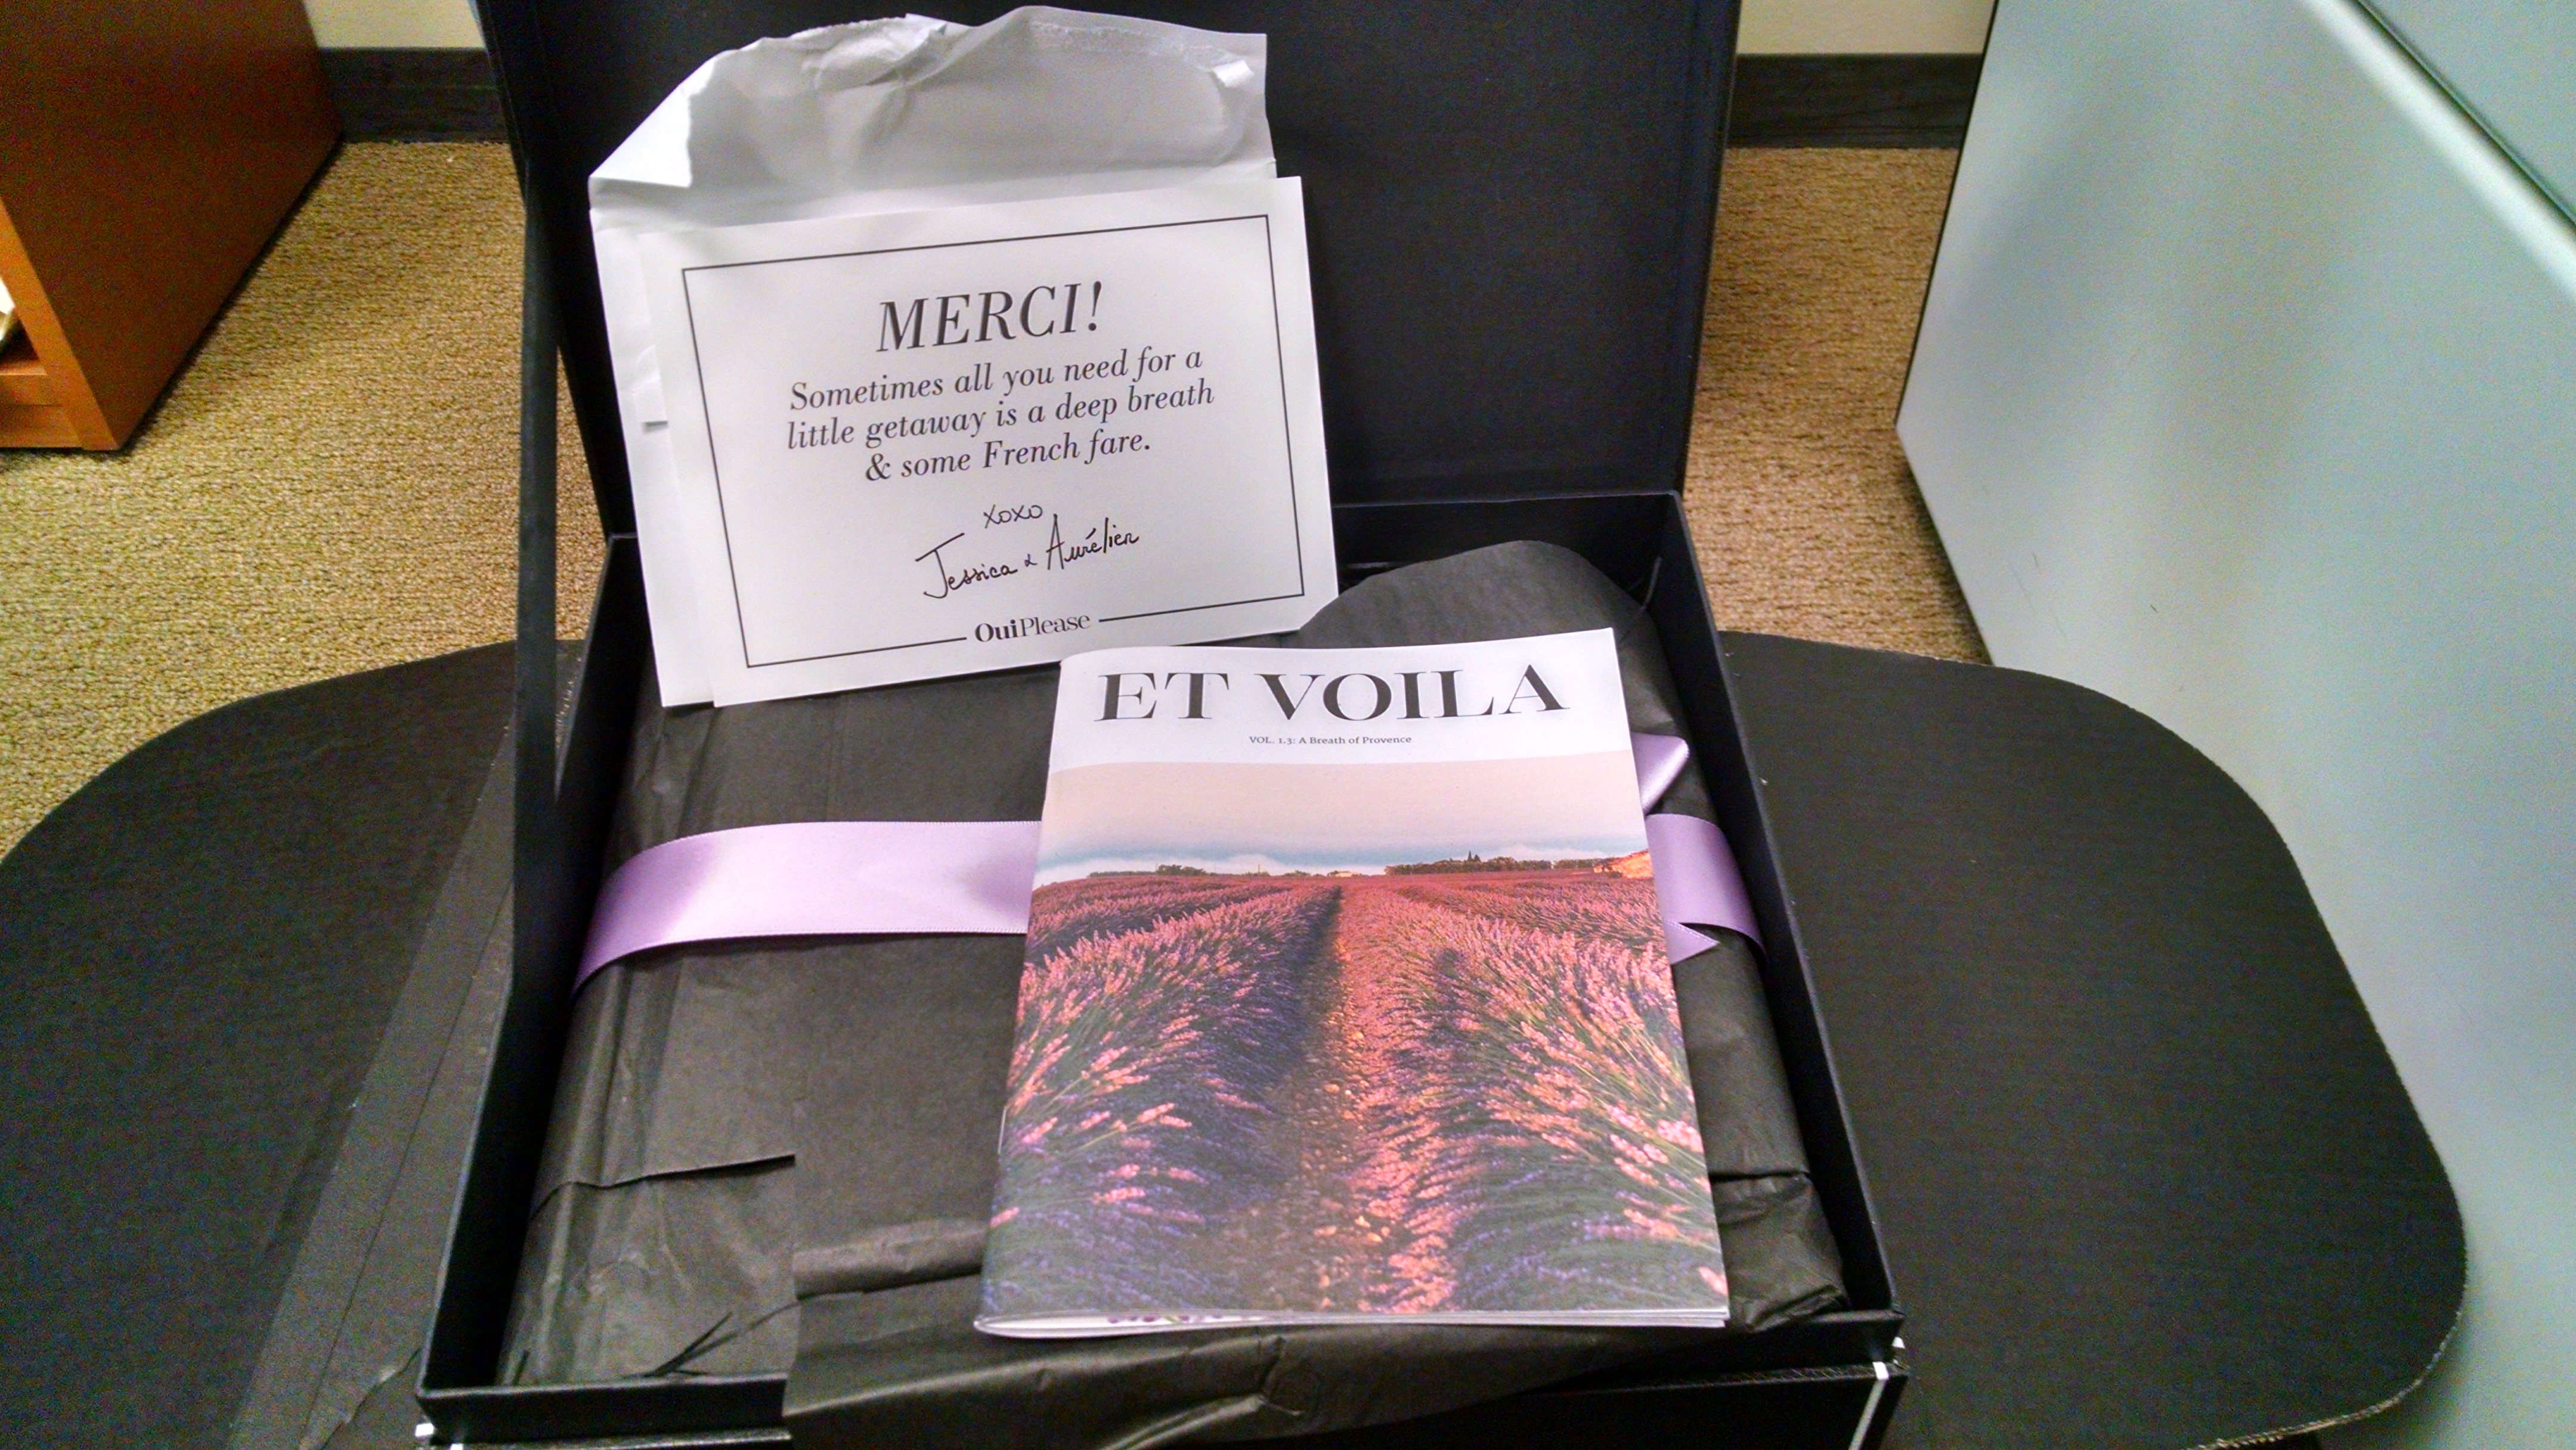 MERCI!
Sometimes all you need for a
little getaway is a deep breath
& some French fare.
xoxo
Jessica & Aurélien
OuiPlease
ET VOILA
VOL. 1.3: A Breath of Provence